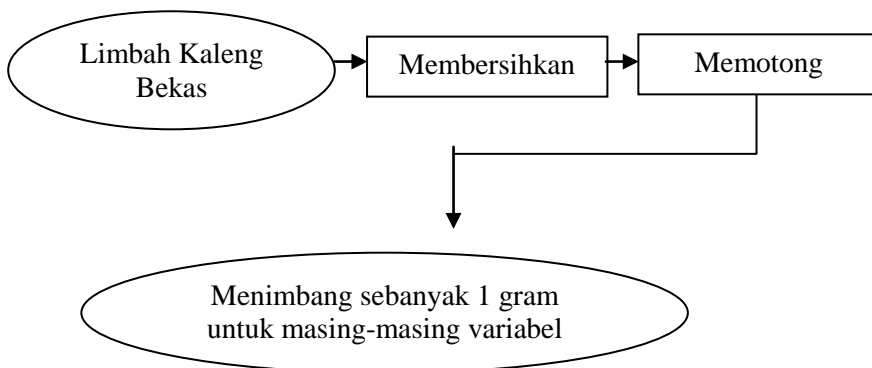 Limbah Kaleng
Bekas
Membersihkan
Memotong
Menimbang sebanyak 1 gram
untuk masing-masing variabel